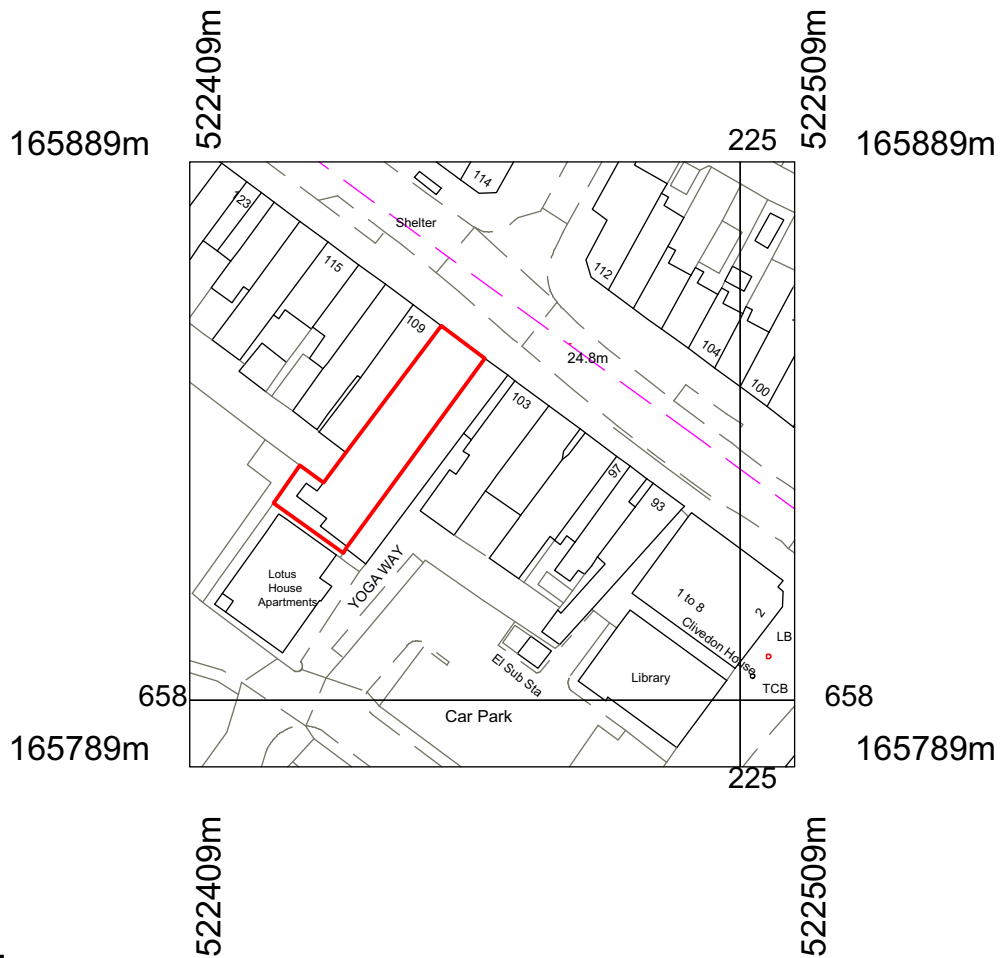 522409m
522509m
165889m
225
165889m
114
123
Shelter
115
112
109
24.8m
104
100
103
97
93
Lotus
House
Apartments
YOGA WAY
1 to 8
2
Clivedon House
LB
El Sub Sta
Library
TCB
658
658
Car Park
165789m
165789m
225
522409m
522509m